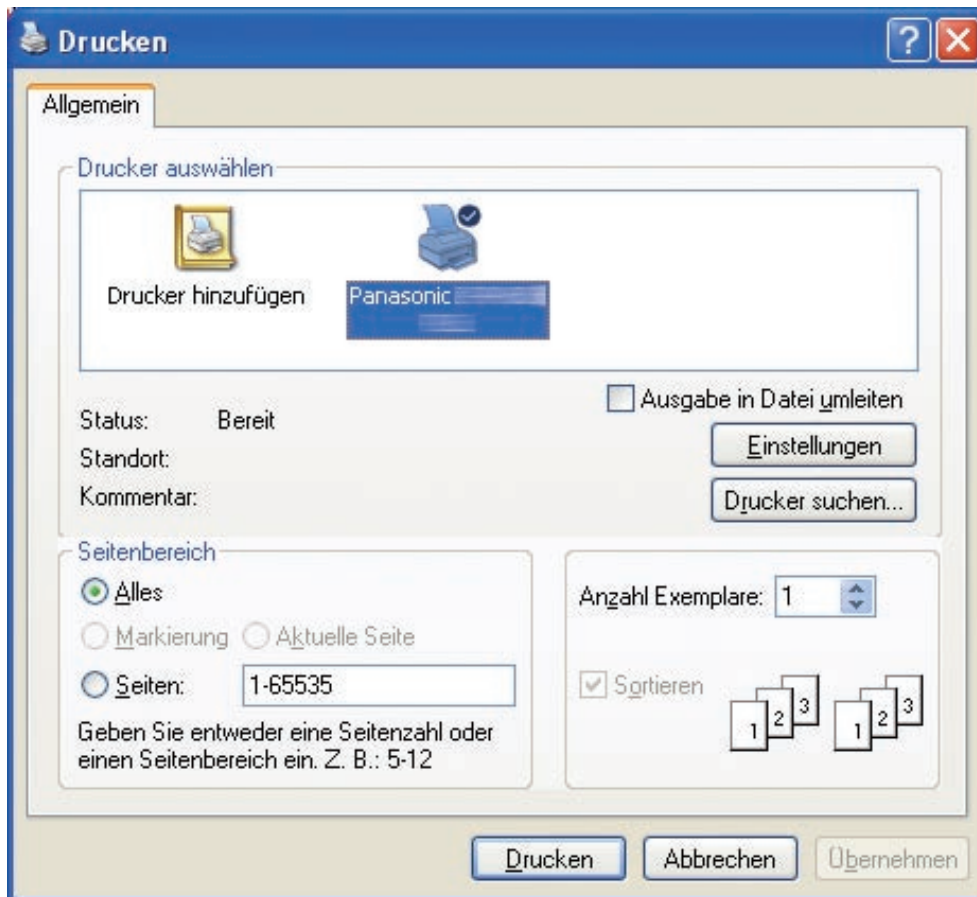 Drucken
Allgemein
Drucker auswählen
Drucker hinzufügen
Panasonic
Ausgabe in Datei umleiten
Status: Bereit
Einstellungen
Standort:
Kommentar:
Drucker suchen...
Seitenbereich
Alles
Markierung Aktuelle Seite
Seiten: 1-65535
Geben Sie entweder eine Seitenzahl oder
einen Seitenbereich ein. Z. B.: 5-12
Anzahl Exemplare: 1
Sortieren
1 2 3 1 2 3
Drucken Abbrechen Übernehmen